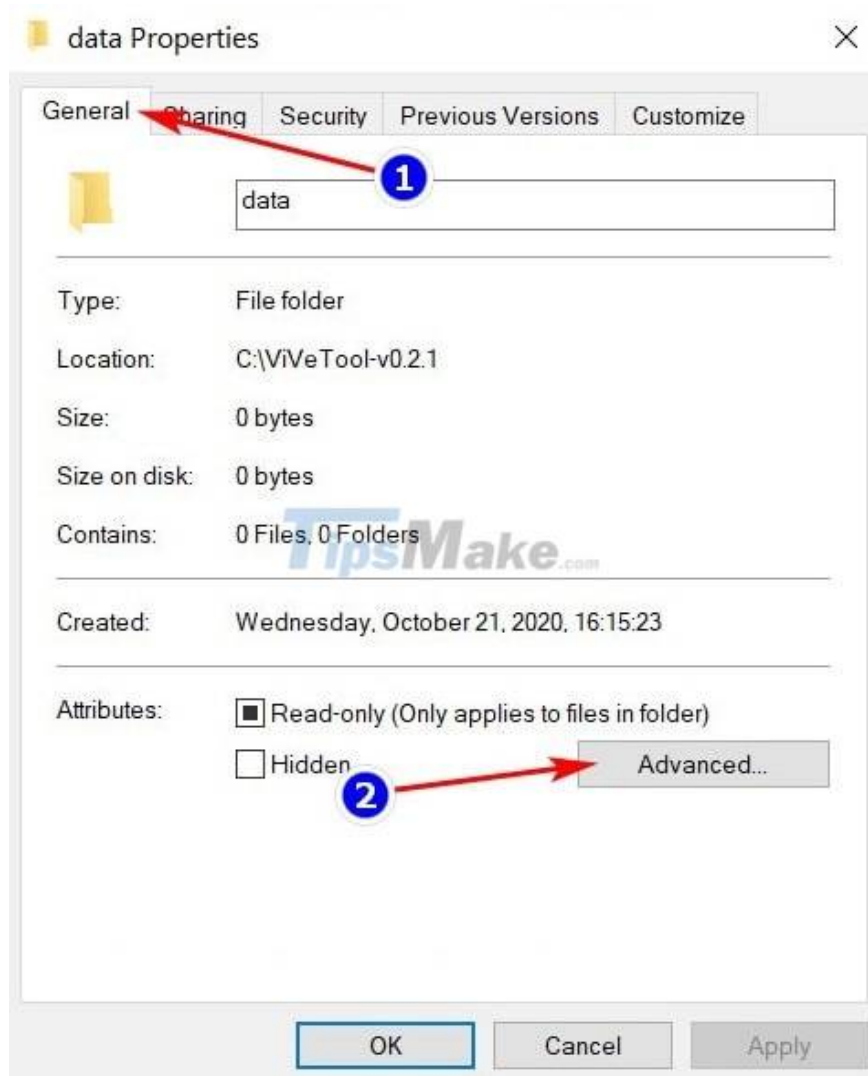 data Properties
General Sharing Security Previous Versions Customize
1
data
Type: File folder
Location: C:\ViVeTool-v0.2.1
Size: 0 bytes
Size on disk: 0 bytes
Contains: 0 Files, 0 Folders
TipsMake.com
Created: Wednesday, October 21, 2020, 16:15:23
Attributes: Read-only (Only applies to files in folder)
Hidden Advanced...
2
OK Cancel Apply